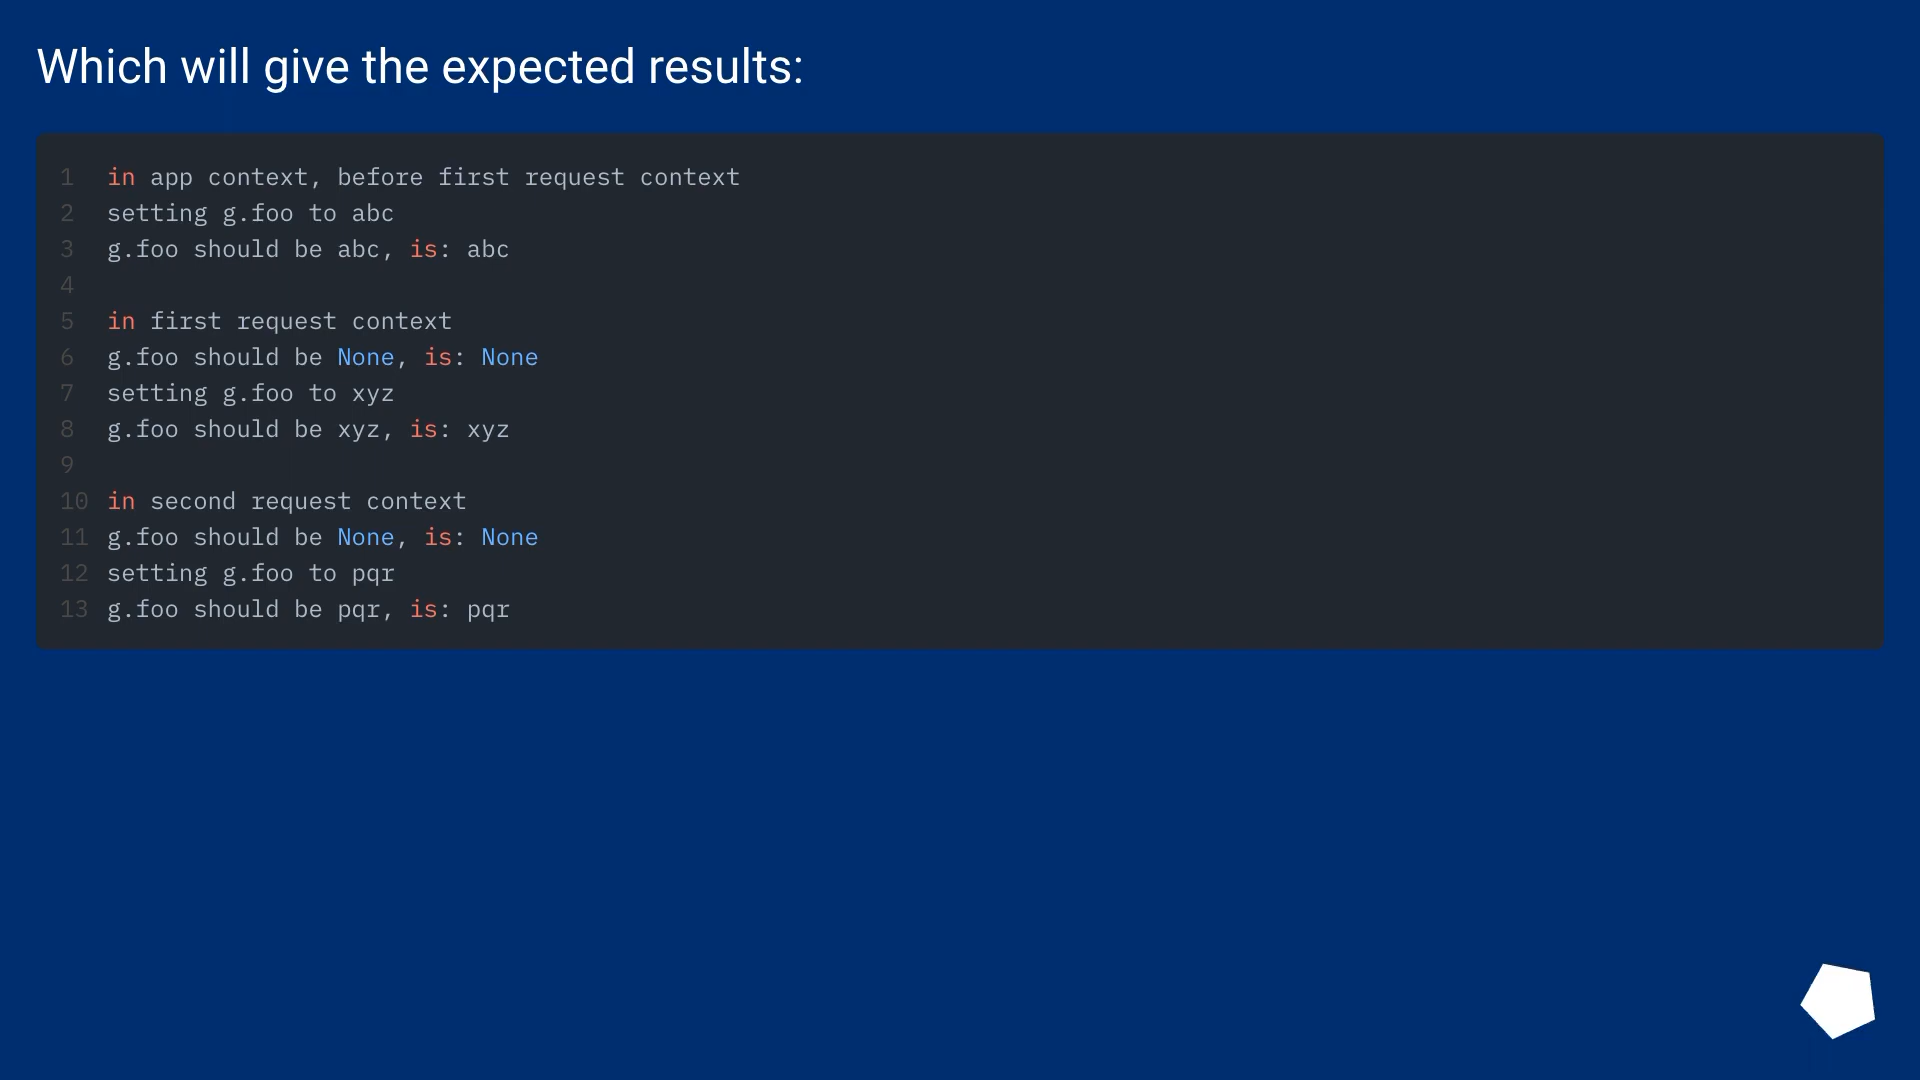 Which will give the expected results:
1 in app context, before first request context
2 setting g.foo to abc
3 g.foo should be abc, is: abc
4
5 in first request context
6 g.foo should be None, is: None
7 setting g.foo to xyz
8 g.foo should be xyz, is: xyz
9
10 in second request context
11 g.foo should be None, is: None
12 setting g.foo to pqr
13 g.foo should be pqr, is: pqr